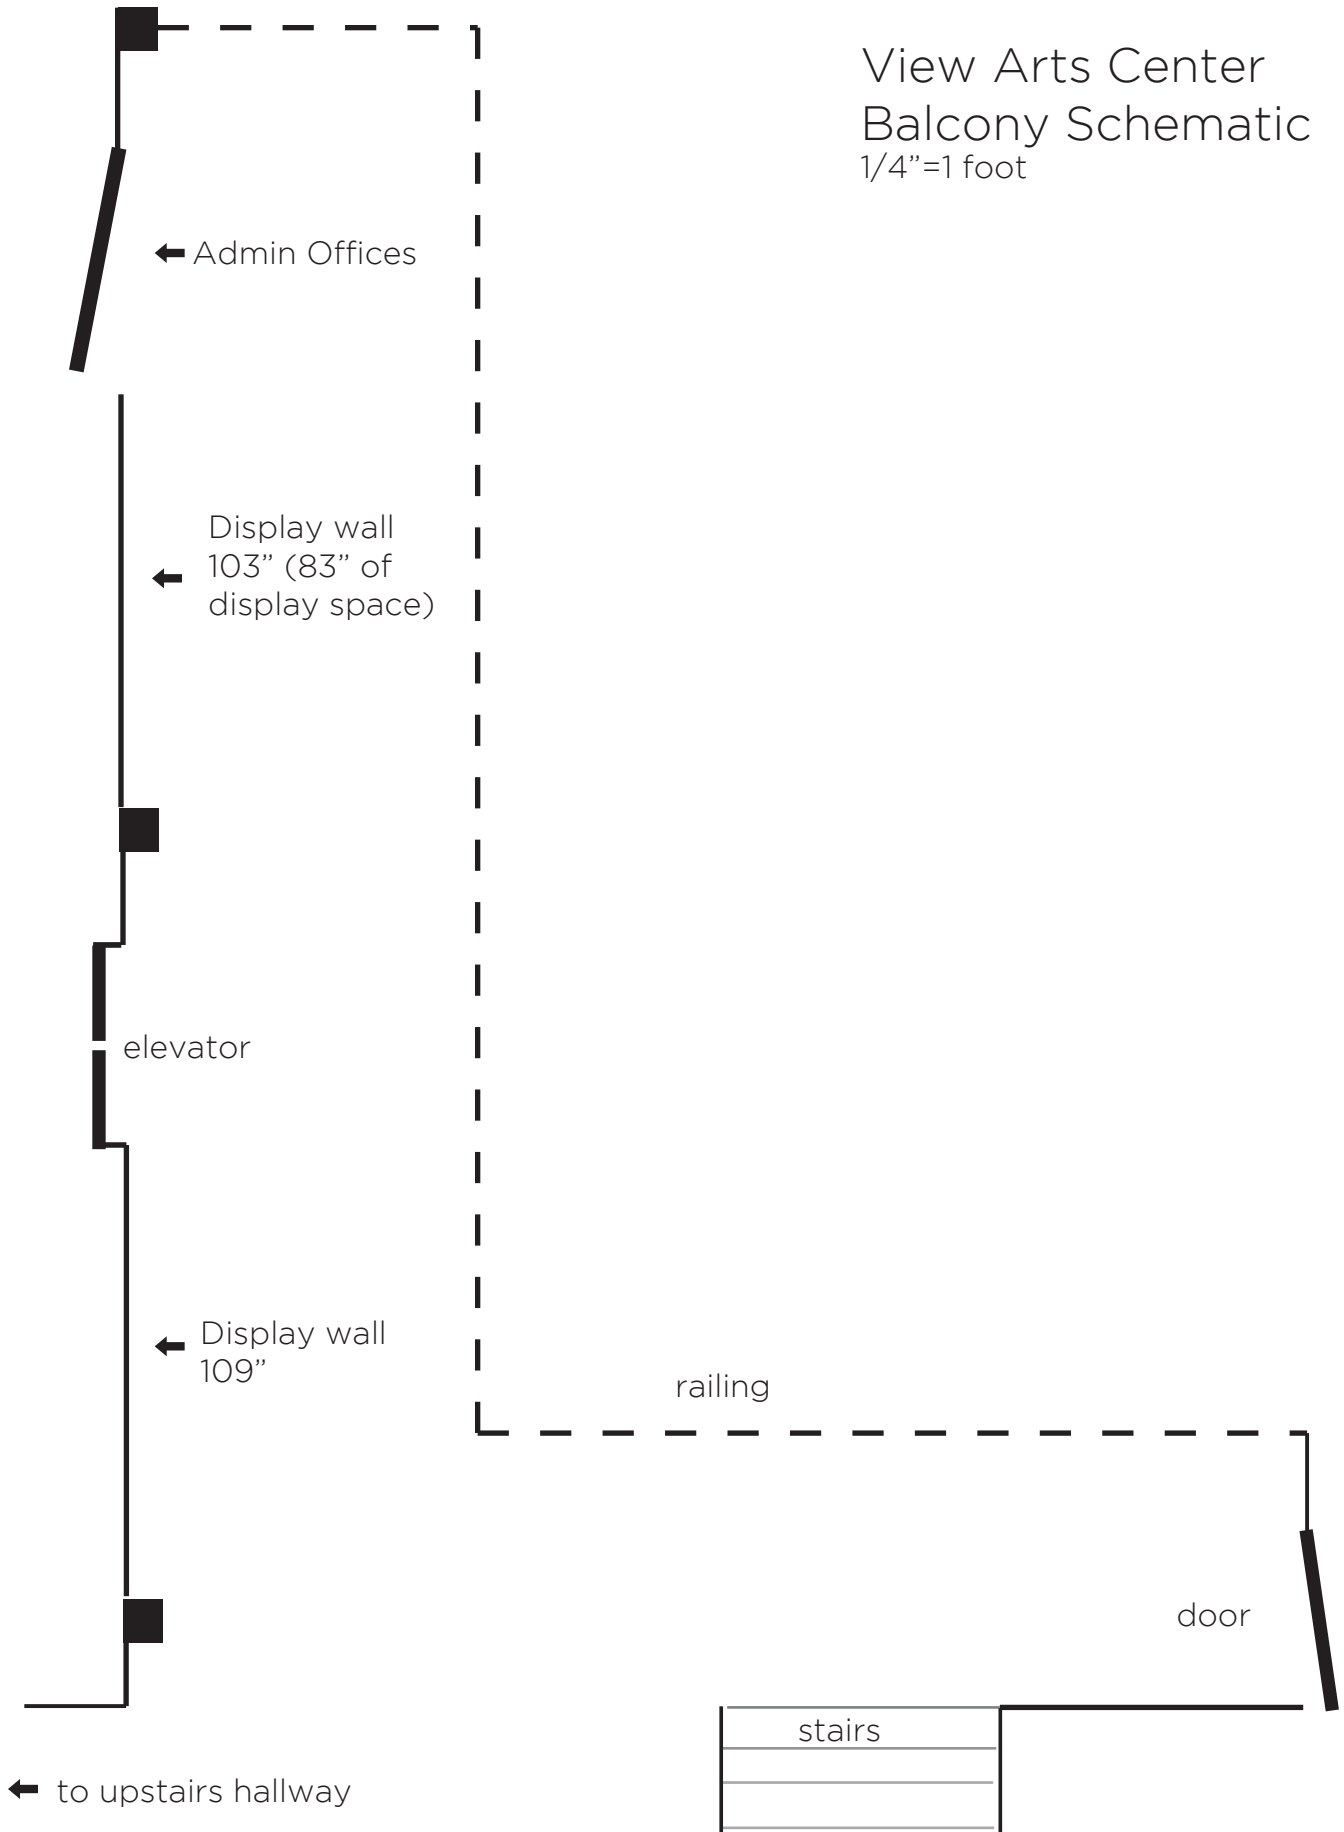 View Arts Center
Balcony Schematic
1/4”=1 foot
Admin Offices
Display wall
103” (83” of
display space)
elevator
Display wall
109”
railing
door
stairs
to upstairs hallway